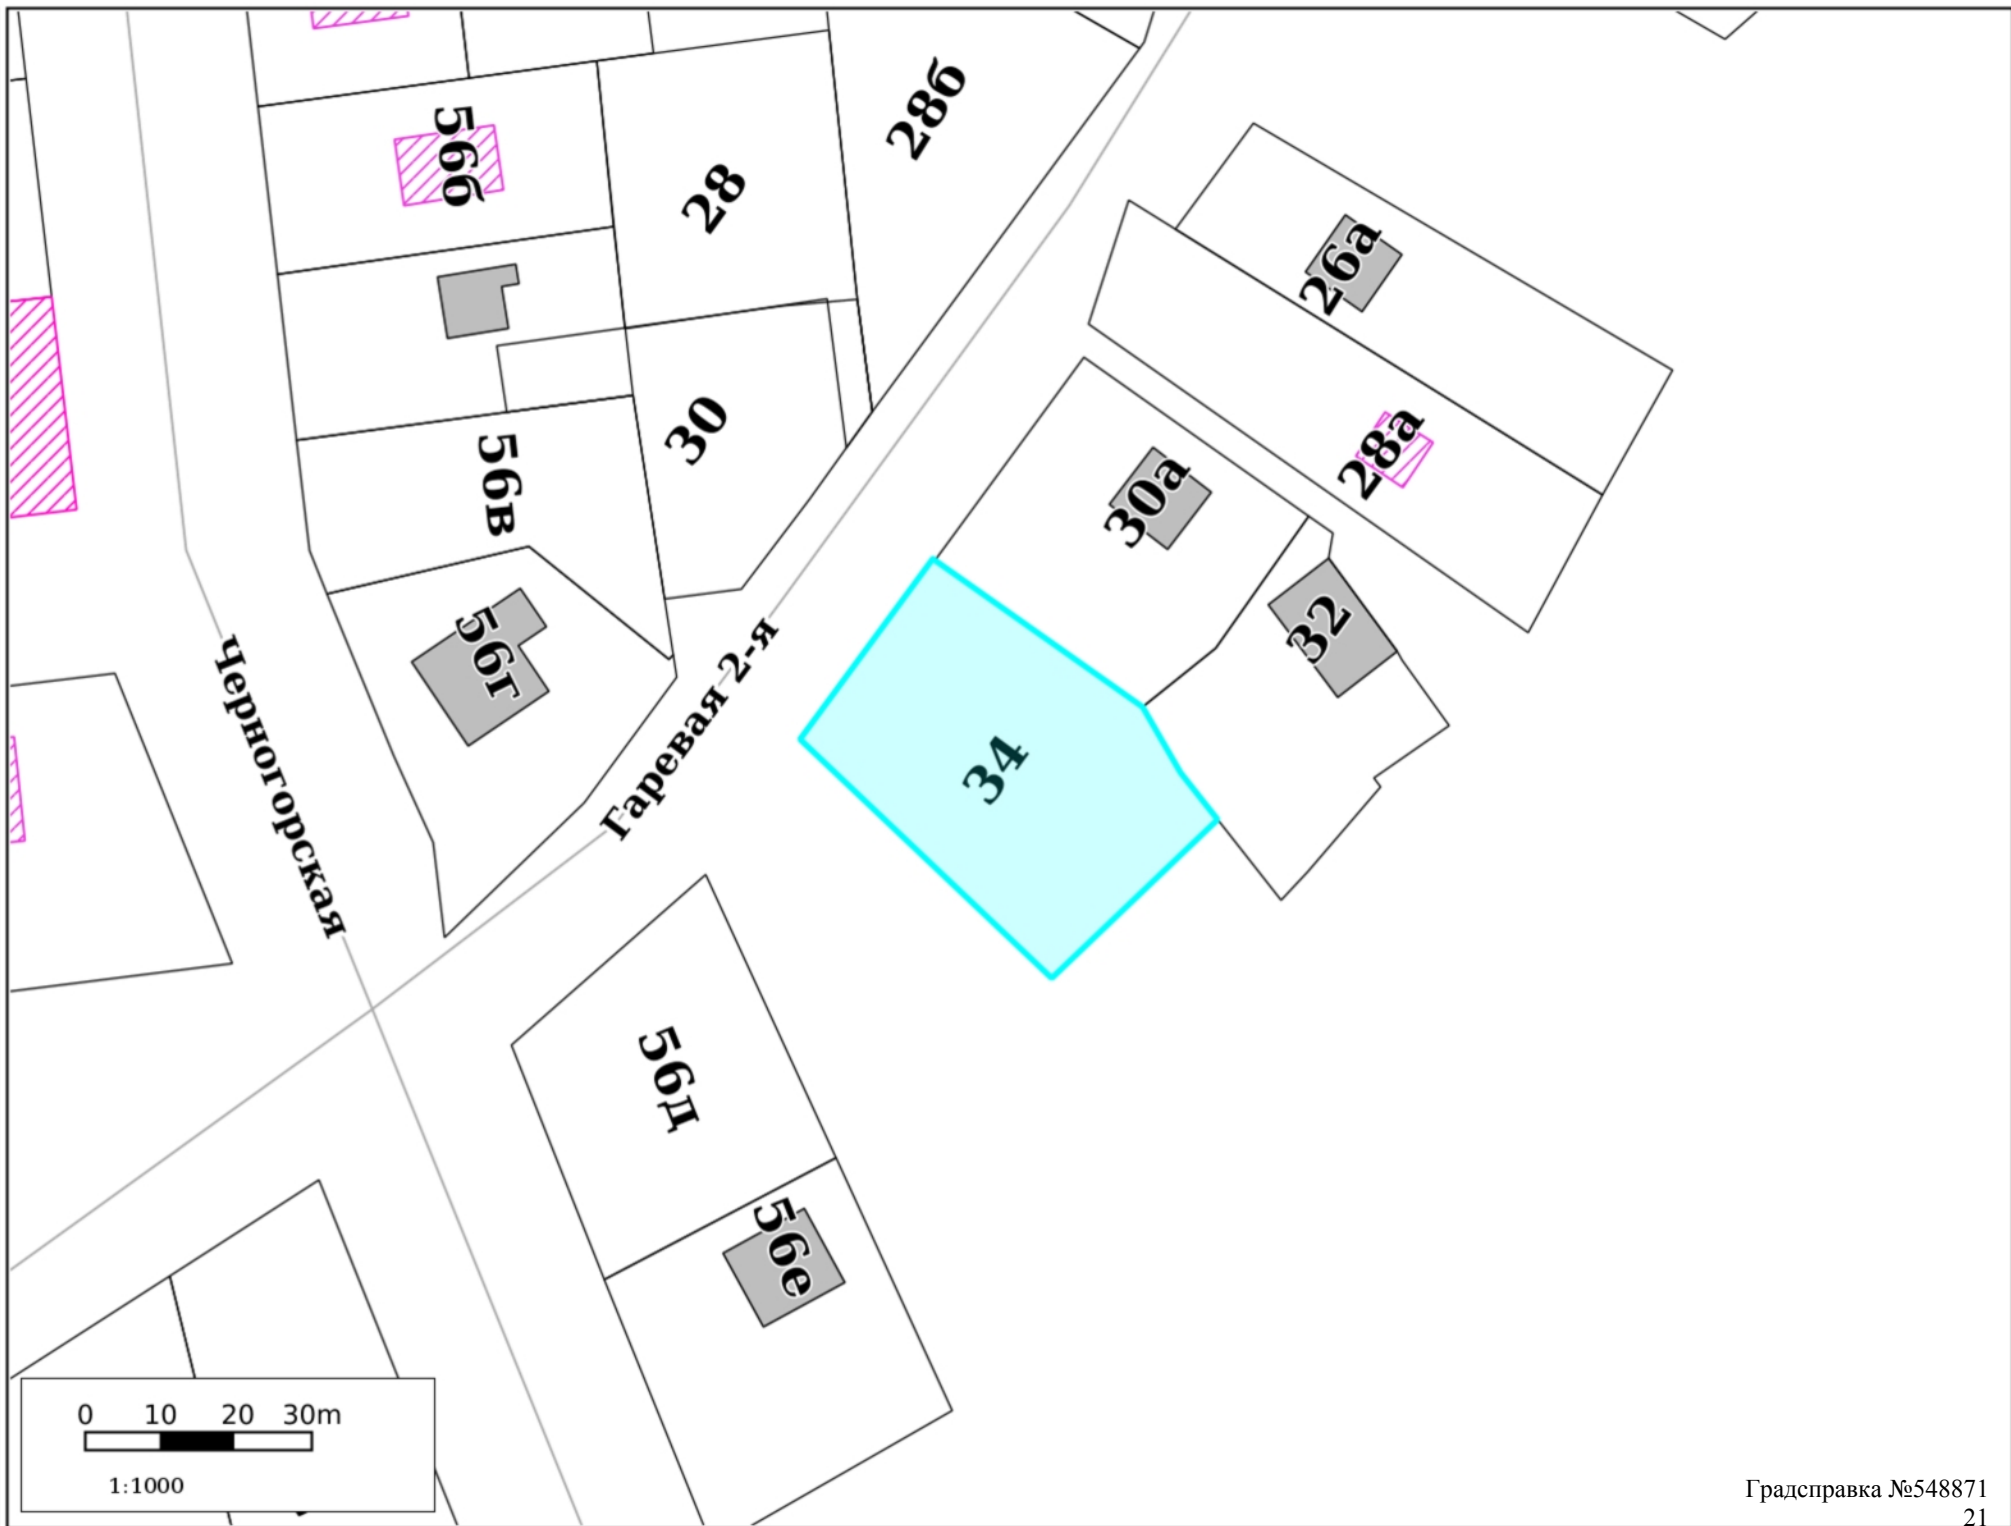 28б
56б
28
26а
30
28а
56в
30а
32
56г
Черногорская
Гаревая 2-я
34
56д
56е
0 10 20 30m
1:1000
Градсправка №548871
21